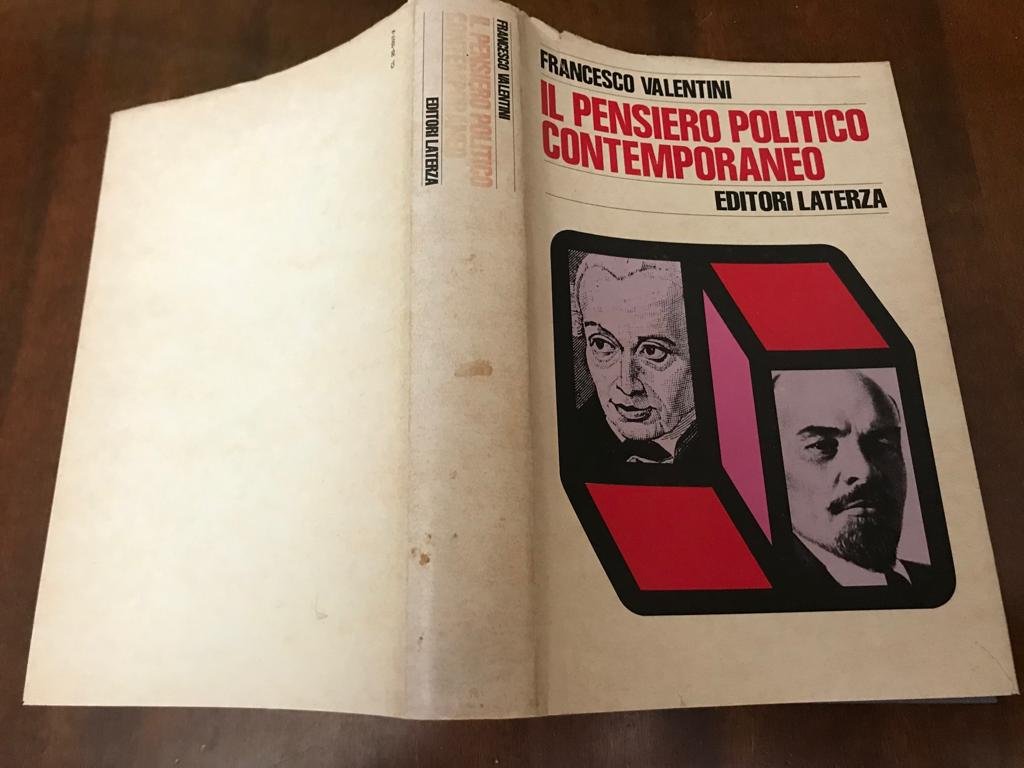 FRANCESCO VALENTINI
IL PENSIERO POLITICO
CONTEMPORANEO
EDITORI LATERZA
FRANCESCO VALENTINI
IL PENSIERO POLITICO
CONTEMPORANEO
EDITORI LATERZA